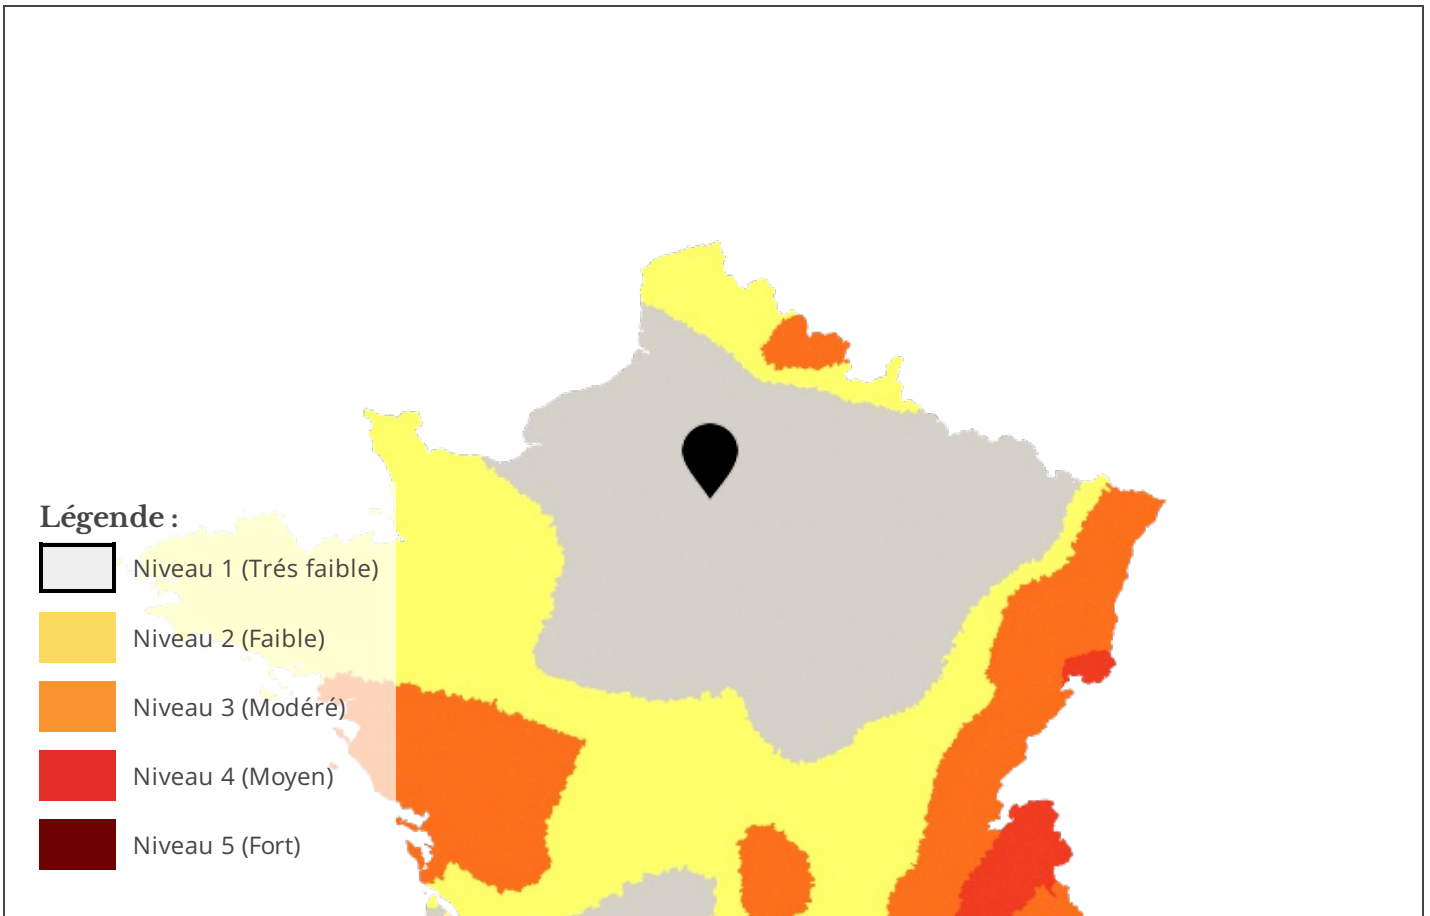 Légende :
Niveau 1 (Trés faible)
Niveau 2 (Faible)
Niveau 3 (Modéré)
Niveau 4 (Moyen)
Niveau 5 (Fort)